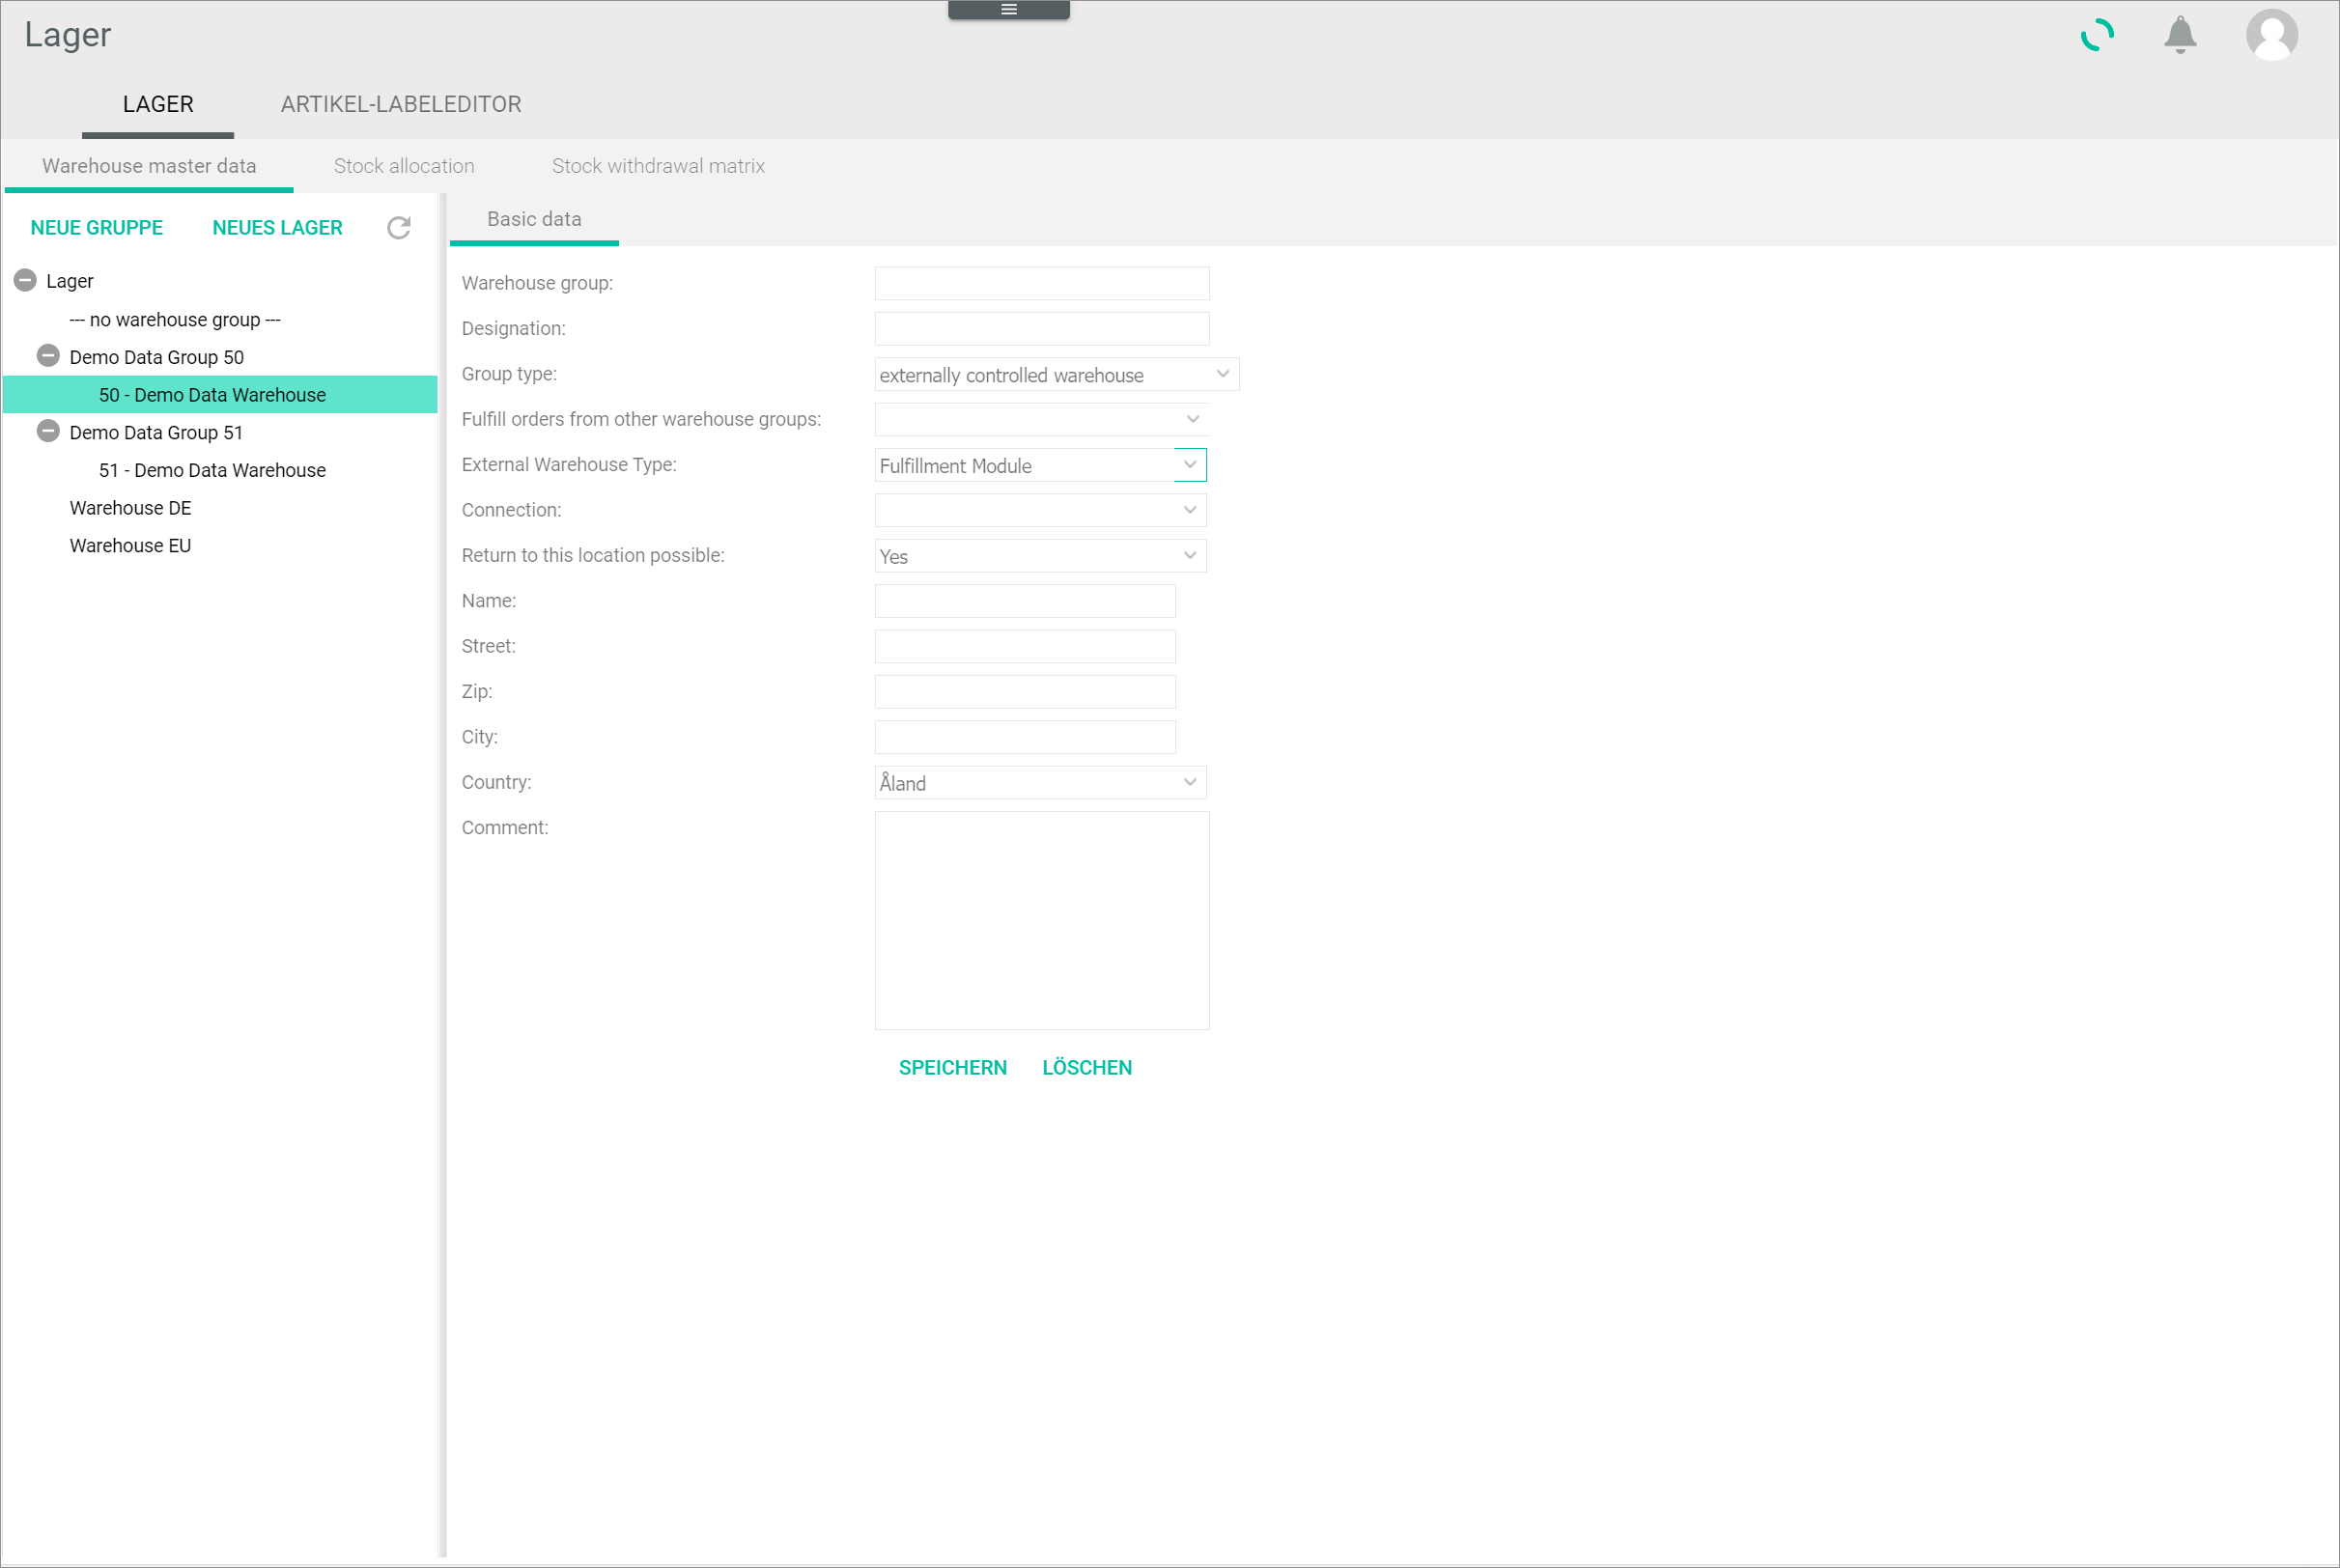 Lager
LAGER ARTIKEL-LABELEDITOR
Warehouse master data Stock allocation Stock withdrawal matrix
NEUE GRUPPE NEUES LAGER
Lager
--- no warehouse group ---
Demo Data Group 50
50 - Demo Data Warehouse
Demo Data Group 51
51 - Demo Data Warehouse
Warehouse DE
Warehouse EU
Basic data
Warehouse group:
Designation:
Group type: externally controlled warehouse
Fulfill orders from other warehouse groups:
External Warehouse Type: Fulfillment Module
Connection:
Return to this location possible: Yes
Name:
Street:
Zip:
City:
Country: Åland
Comment:
SPEICHERN LÖSCHEN